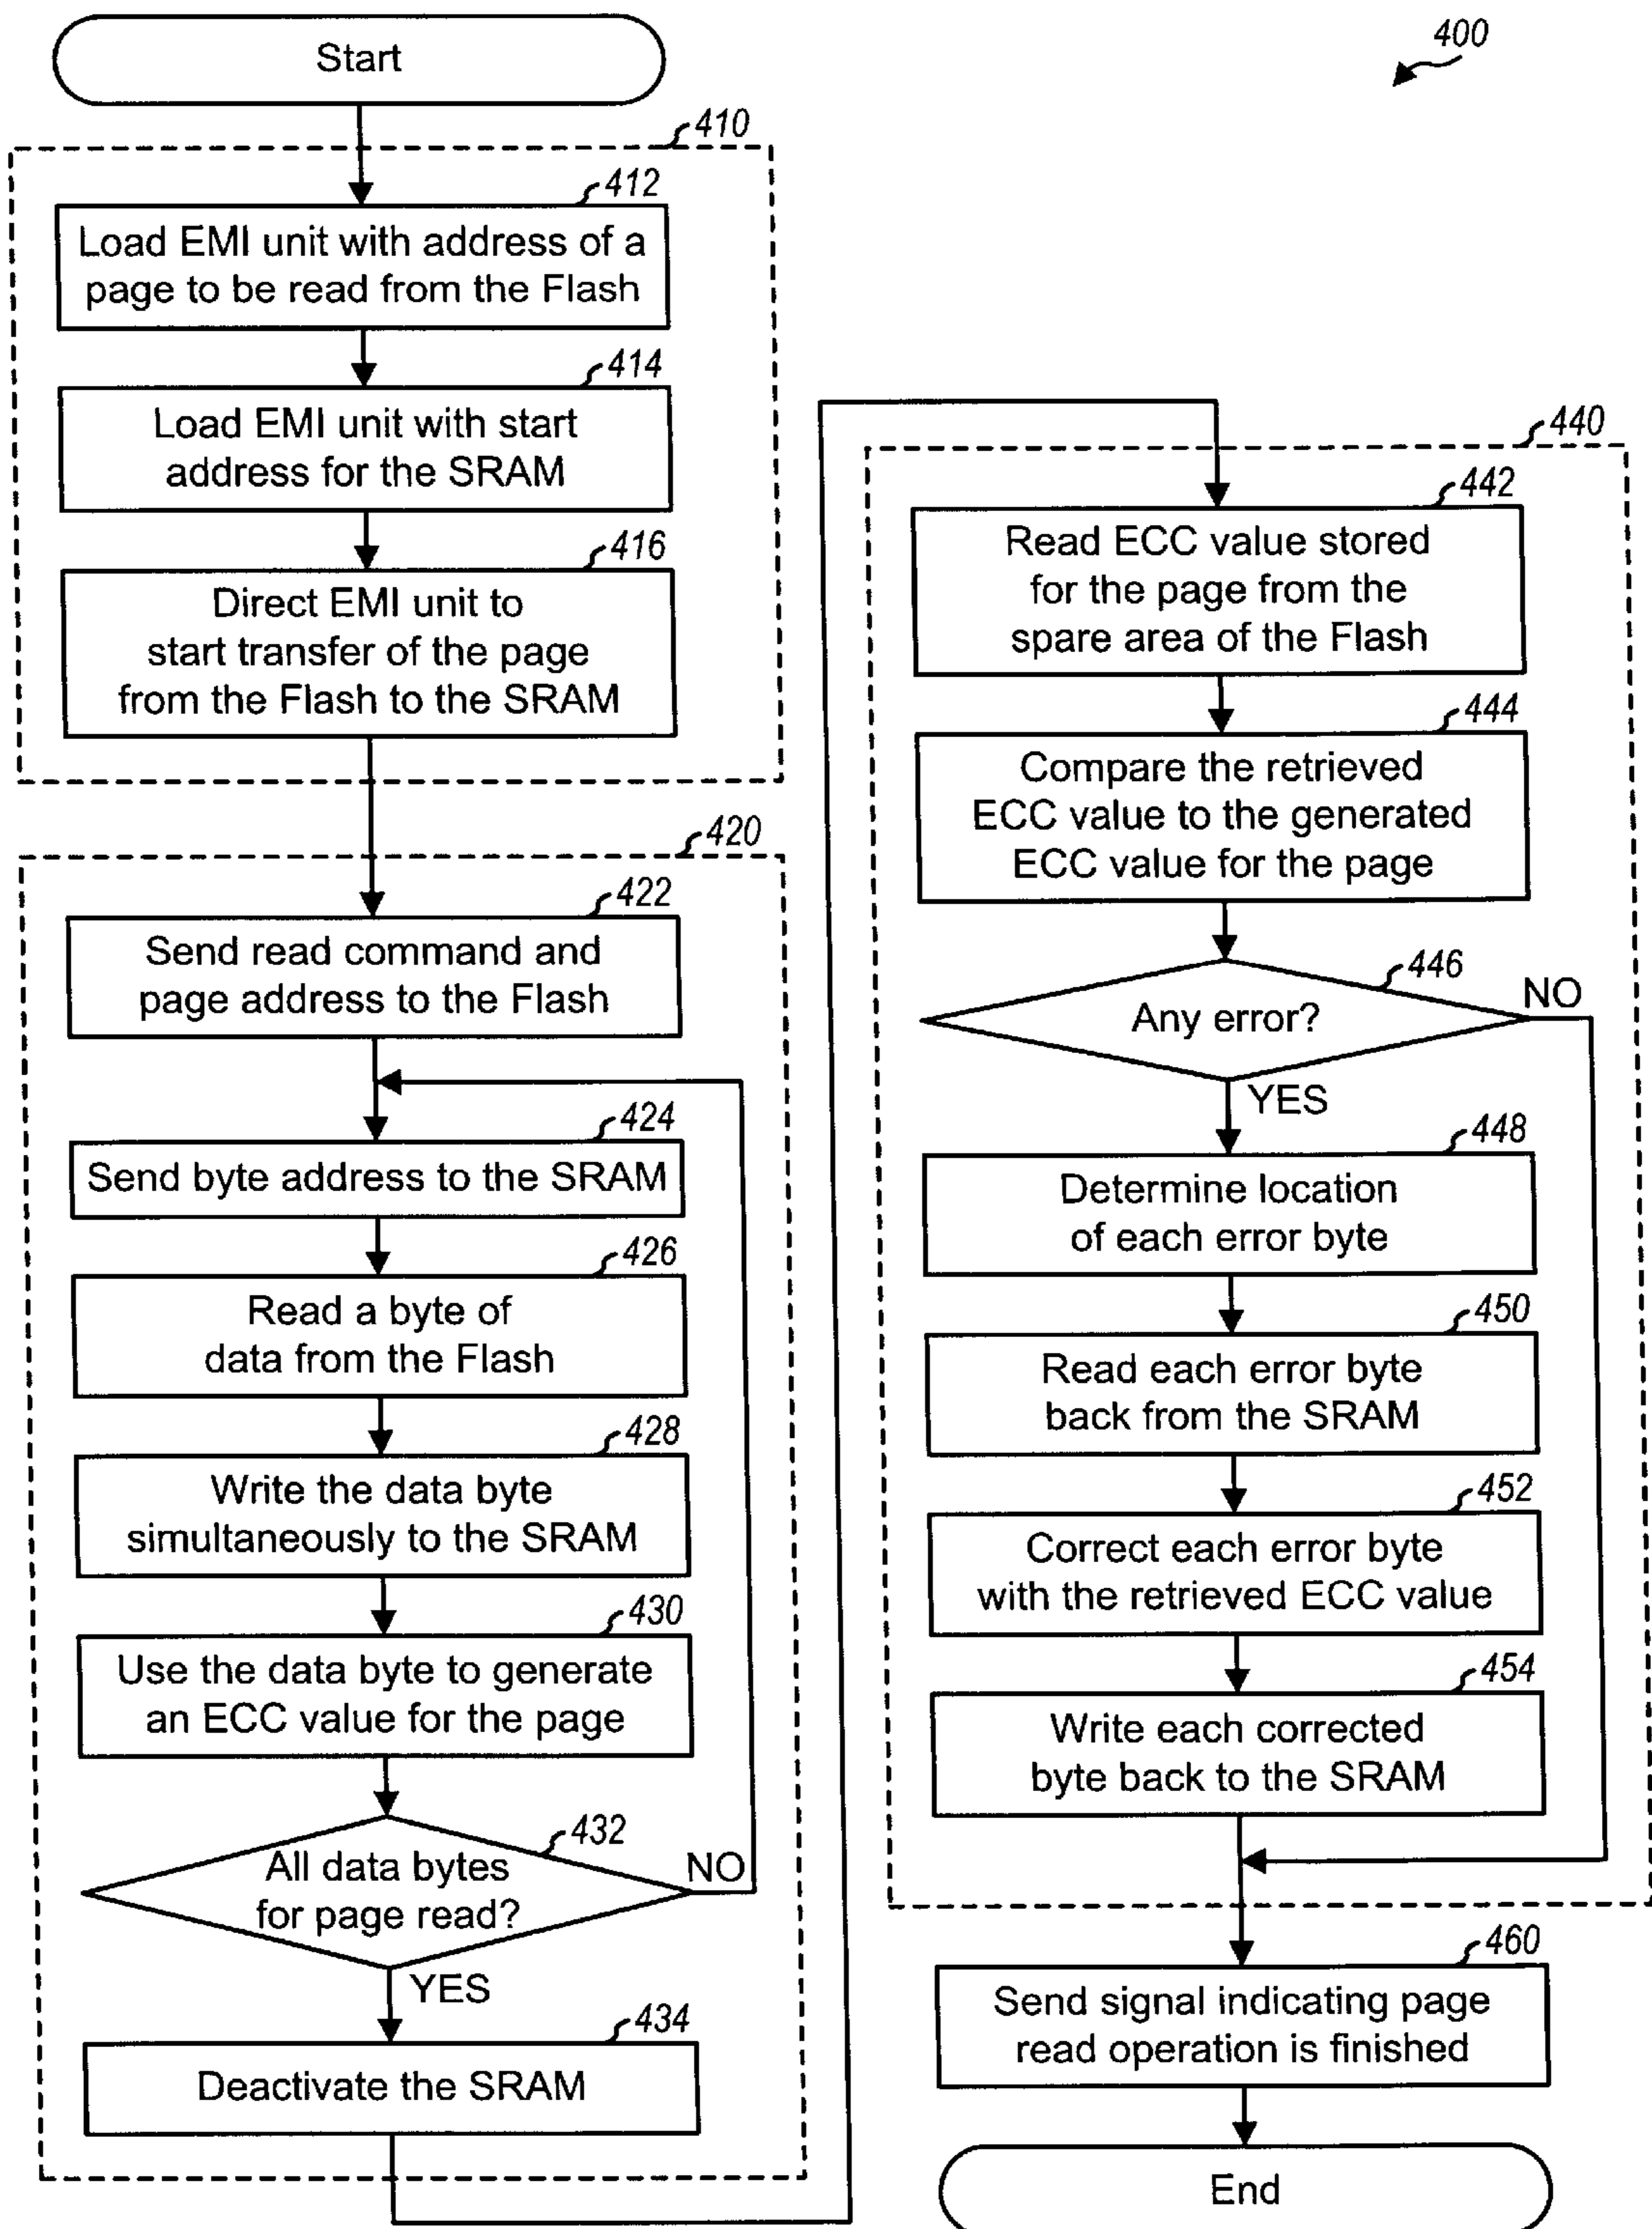 400
Start
410
412
Load EMI unit with address of a
page to be read from the Flash
414
Load EMI unit with start
address for the SRAM
416
Direct EMI unit to
start transfer of the page
from the Flash to the SRAM
420
422
Send read command and
page address to the Flash
424
Send byte address to the SRAM
426
Read a byte of
data from the Flash
428
Write the data byte
simultaneously to the SRAM
430
Use the data byte to generate
an ECC value for the page
432
All data bytes
for page read?
NO
YES
434
Deactivate the SRAM
440
442
Read ECC value stored
for the page from the
spare area of the Flash
444
Compare the retrieved
ECC value to the generated
ECC value for the page
446
Any error?
NO
YES
448
Determine location
of each error byte
450
Read each error byte
back from the SRAM
452
Correct each error byte
with the retrieved ECC value
454
Write each corrected
byte back to the SRAM
460
Send signal indicating page
read operation is finished
End